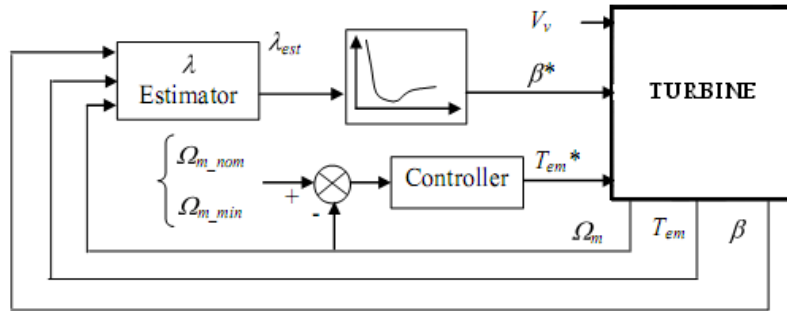 V_v
λ
Estimator
λ_est
β*
TURBINE
Ω_m_nom
Ω_m_min
+
-
Controller
T_em*
Ω_m
T_em
β